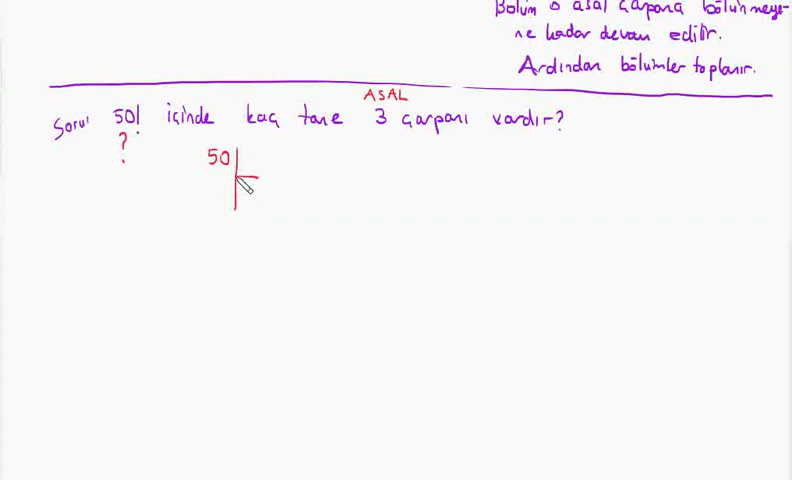 Bölüm o asal çarpana bölünmeye-
ne kadar devam edilir.
Ardından bölümler toplanır.
ASAL
Soru: 50! içinde kaç tane 3 çarpanı vardır?
?
50